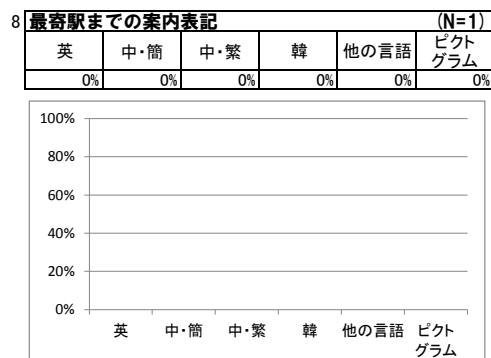 8 最寄駅までの案内表記 (N=1)
英 中・簡 中・繁 韓 他の言語 ピクト
グラム
0% 0% 0% 0% 0% 0%
100%
80%
60%
40%
20%
0%
英 中・簡 中・繁 韓 他の言語 ピクト
グラム